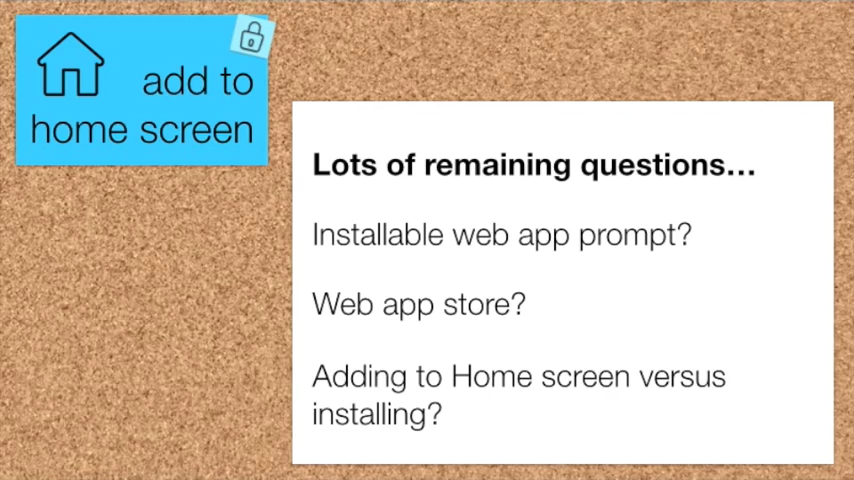 add to
home screen
Lots of remaining questions…
Installable web app prompt?
Web app store?
Adding to Home screen versus
installing?